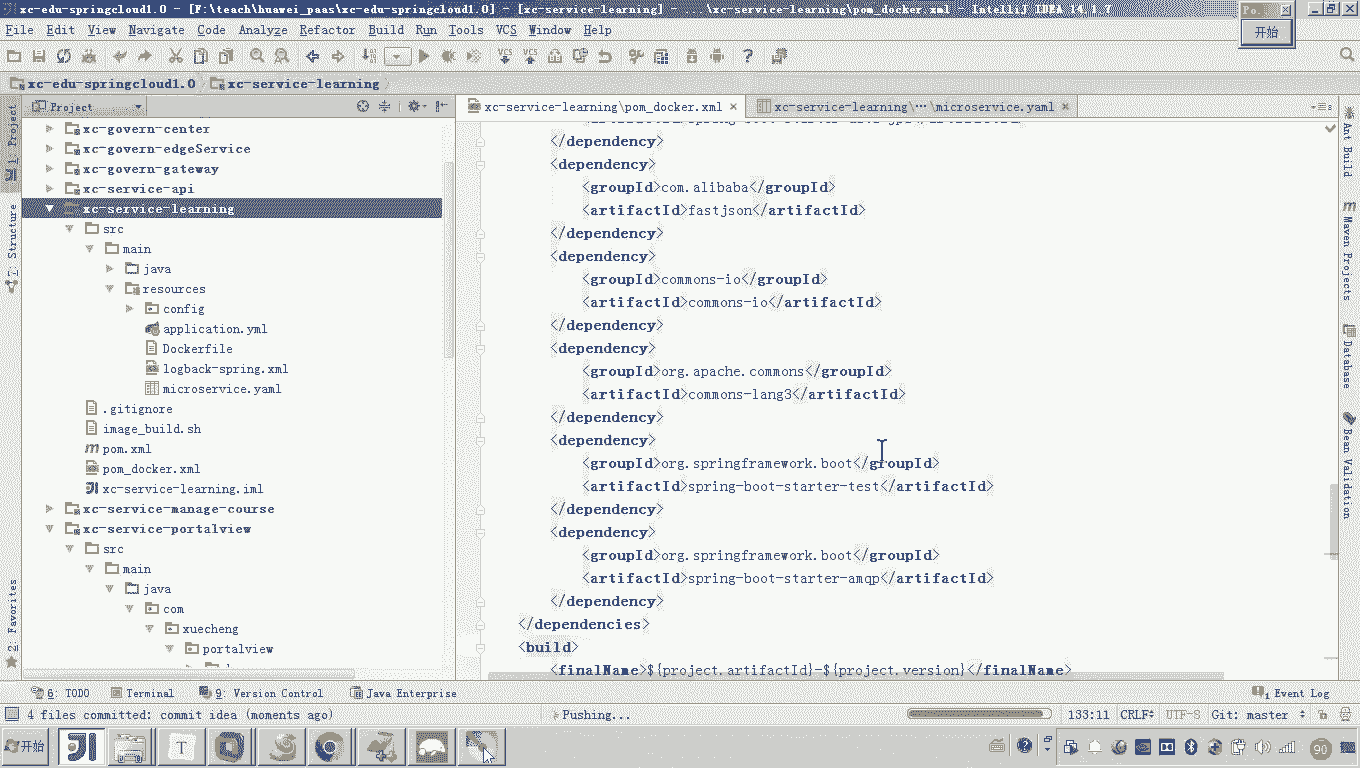 xc-edu-springcloud1.0 - [F:\teach\huawei_paas\xc-edu-springcloud1.0] - [xc-service-learning] - ...\xc-service-learning\pom_docker.xml - IntelliJ IDEA 14.1.7
Po..
开始
File Edit View Navigate Code Analyze Refactor Build Run Tools VCS Window Help
xc-edu-springcloud1.0 xc-service-learning
Project
xc-service-learning\pom_docker.xml
xc-service-learning\…\microservice.yaml
1: Project
7: Structure
2: Favorites
xc-govern-center
xc-govern-edgeService
xc-govern-gateway
xc-service-api
xc-service-learning
src
main
java
resources
config
application.yml
Dockerfile
logback-spring.xml
microservice.yaml
.gitignore
image_build.sh
pom.xml
pom_docker.xml
xc-service-learning.iml
xc-service-manage-course
xc-service-portalview
src
main
java
com
xuecheng
portalview
</dependency>
<dependency>
<groupId>com.alibaba</groupId>
<artifactId>fastjson</artifactId>
</dependency>
<dependency>
<groupId>commons-io</groupId>
<artifactId>commons-io</artifactId>
</dependency>
<dependency>
<groupId>org.apache.commons</groupId>
<artifactId>commons-lang3</artifactId>
</dependency>
<dependency>
<groupId>org.springframework.boot</groupId>
<artifactId>spring-boot-starter-test</artifactId>
</dependency>
<dependency>
<groupId>org.springframework.boot</groupId>
<artifactId>spring-boot-starter-amqp</artifactId>
</dependency>
</dependencies>
<build>
<finalName>${project.artifactId}-${project.version}</finalName>
Ant Build
Maven Projects
Database
Bean Validation
6: TODO Terminal 9: Version Control Java Enterprise 1 Event Log
4 files committed: commit idea (moments ago) Pushing... 133:11 CRLF UTF-8 Git: master
开始
90